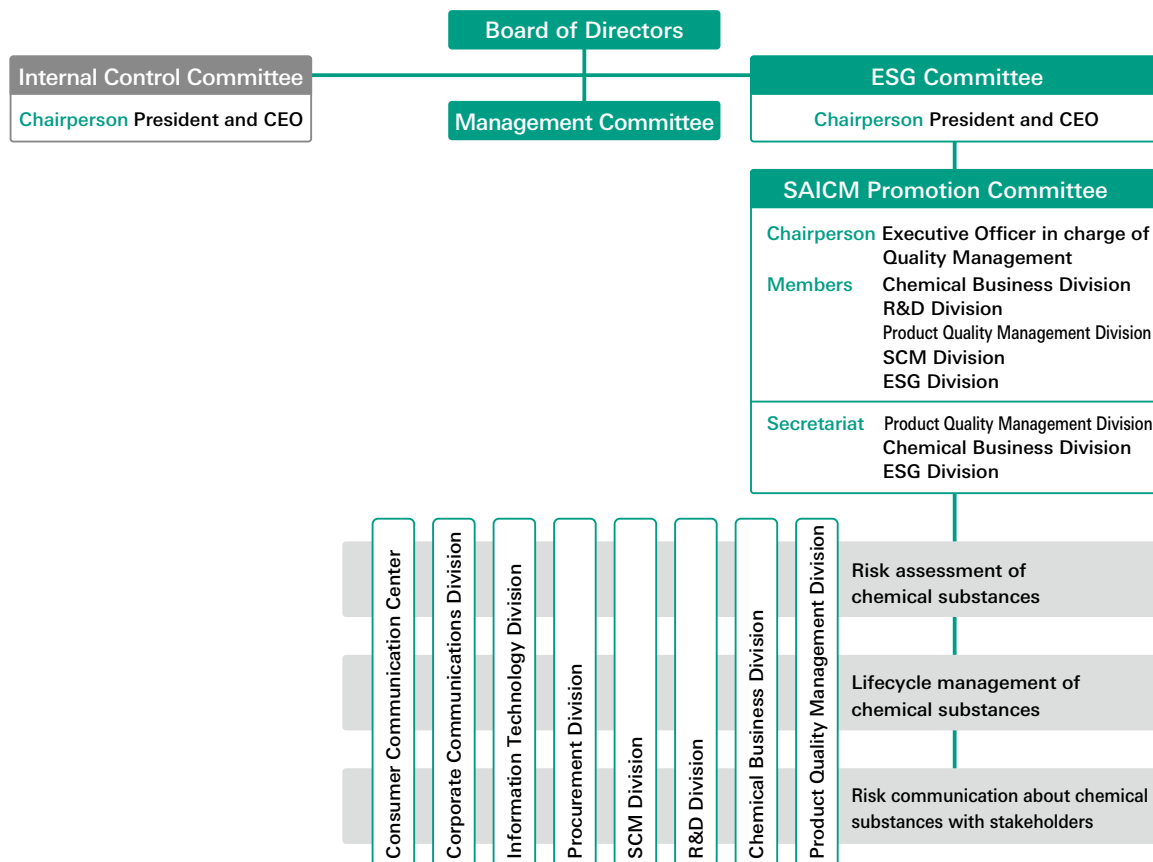 Board of Directors
Internal Control Committee
Chairperson President and CEO
Management Committee
ESG Committee
Chairperson President and CEO
SAICM Promotion Committee
Chairperson Executive Officer in charge of
Quality Management
Members Chemical Business Division
R&D Division
Product Quality Management Division
SCM Division
ESG Division
Secretariat Product Quality Management Division
Chemical Business Division
ESG Division
Consumer Communication Center
Corporate Communications Division
Information Technology Division
Procurement Division
SCM Division
R&D Division
Chemical Business Division
Product Quality Management Division
Risk assessment of
chemical substances
Lifecycle management of
chemical substances
Risk communication about chemical
substances with stakeholders